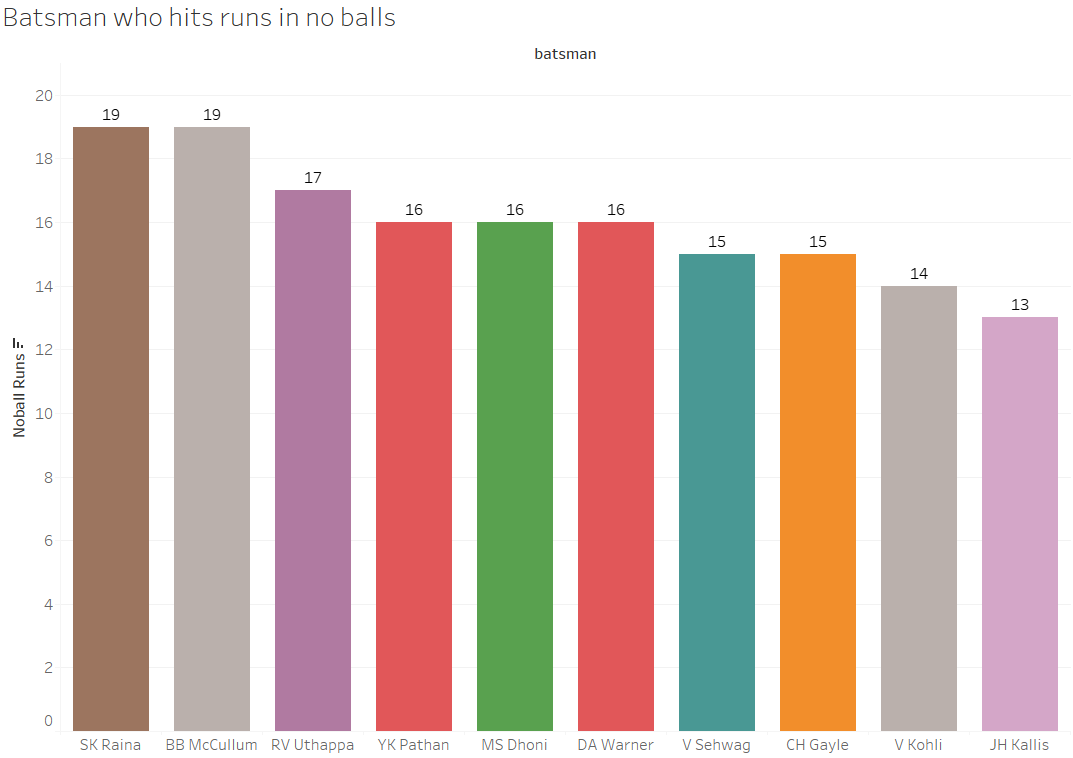 Batsman who hits runs in no balls
batsman
Noball Runs
20
18
16
14
12
10
8
6
4
2
0
19
19
17
16
16
16
15
15
14
13
SK Raina
BB McCullum
RV Uthappa
YK Pathan
MS Dhoni
DA Warner
V Sehwag
CH Gayle
V Kohli
JH Kallis